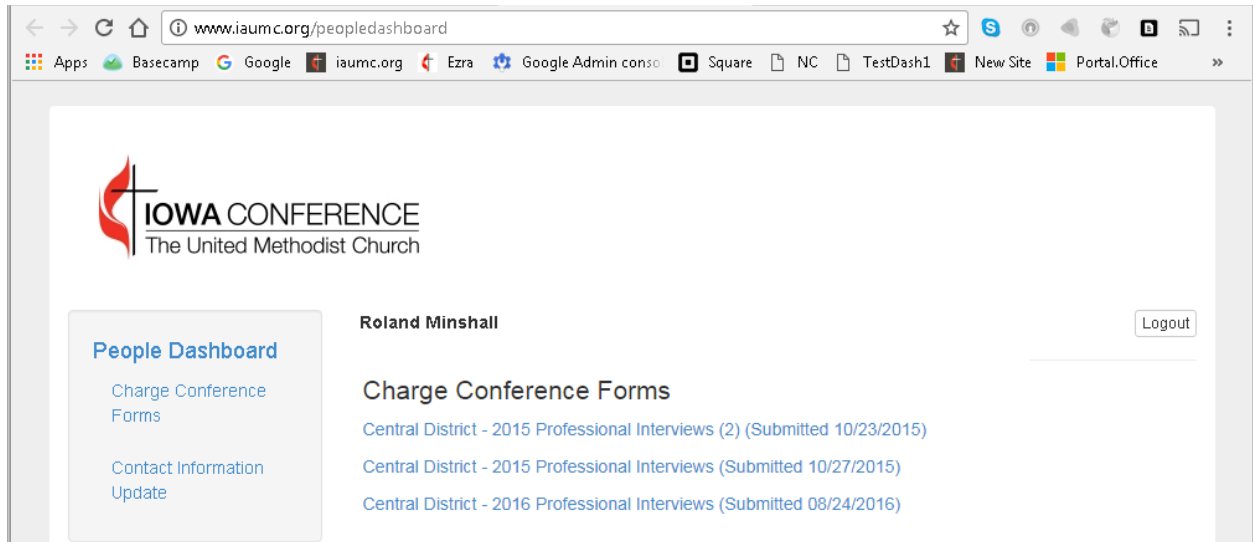 www.iaumc.org/peopledashboard
Apps Basecamp Google iaumc.org Ezra Google Admin conso Square NC TestDash1 New Site Portal.Office »
IOWA CONFERENCE
The United Methodist Church
Roland Minshall
Logout
People Dashboard
Charge Conference
Forms
Contact Information
Update
Charge Conference Forms
Central District - 2015 Professional Interviews (2) (Submitted 10/23/2015)
Central District - 2015 Professional Interviews (Submitted 10/27/2015)
Central District - 2016 Professional Interviews (Submitted 08/24/2016)